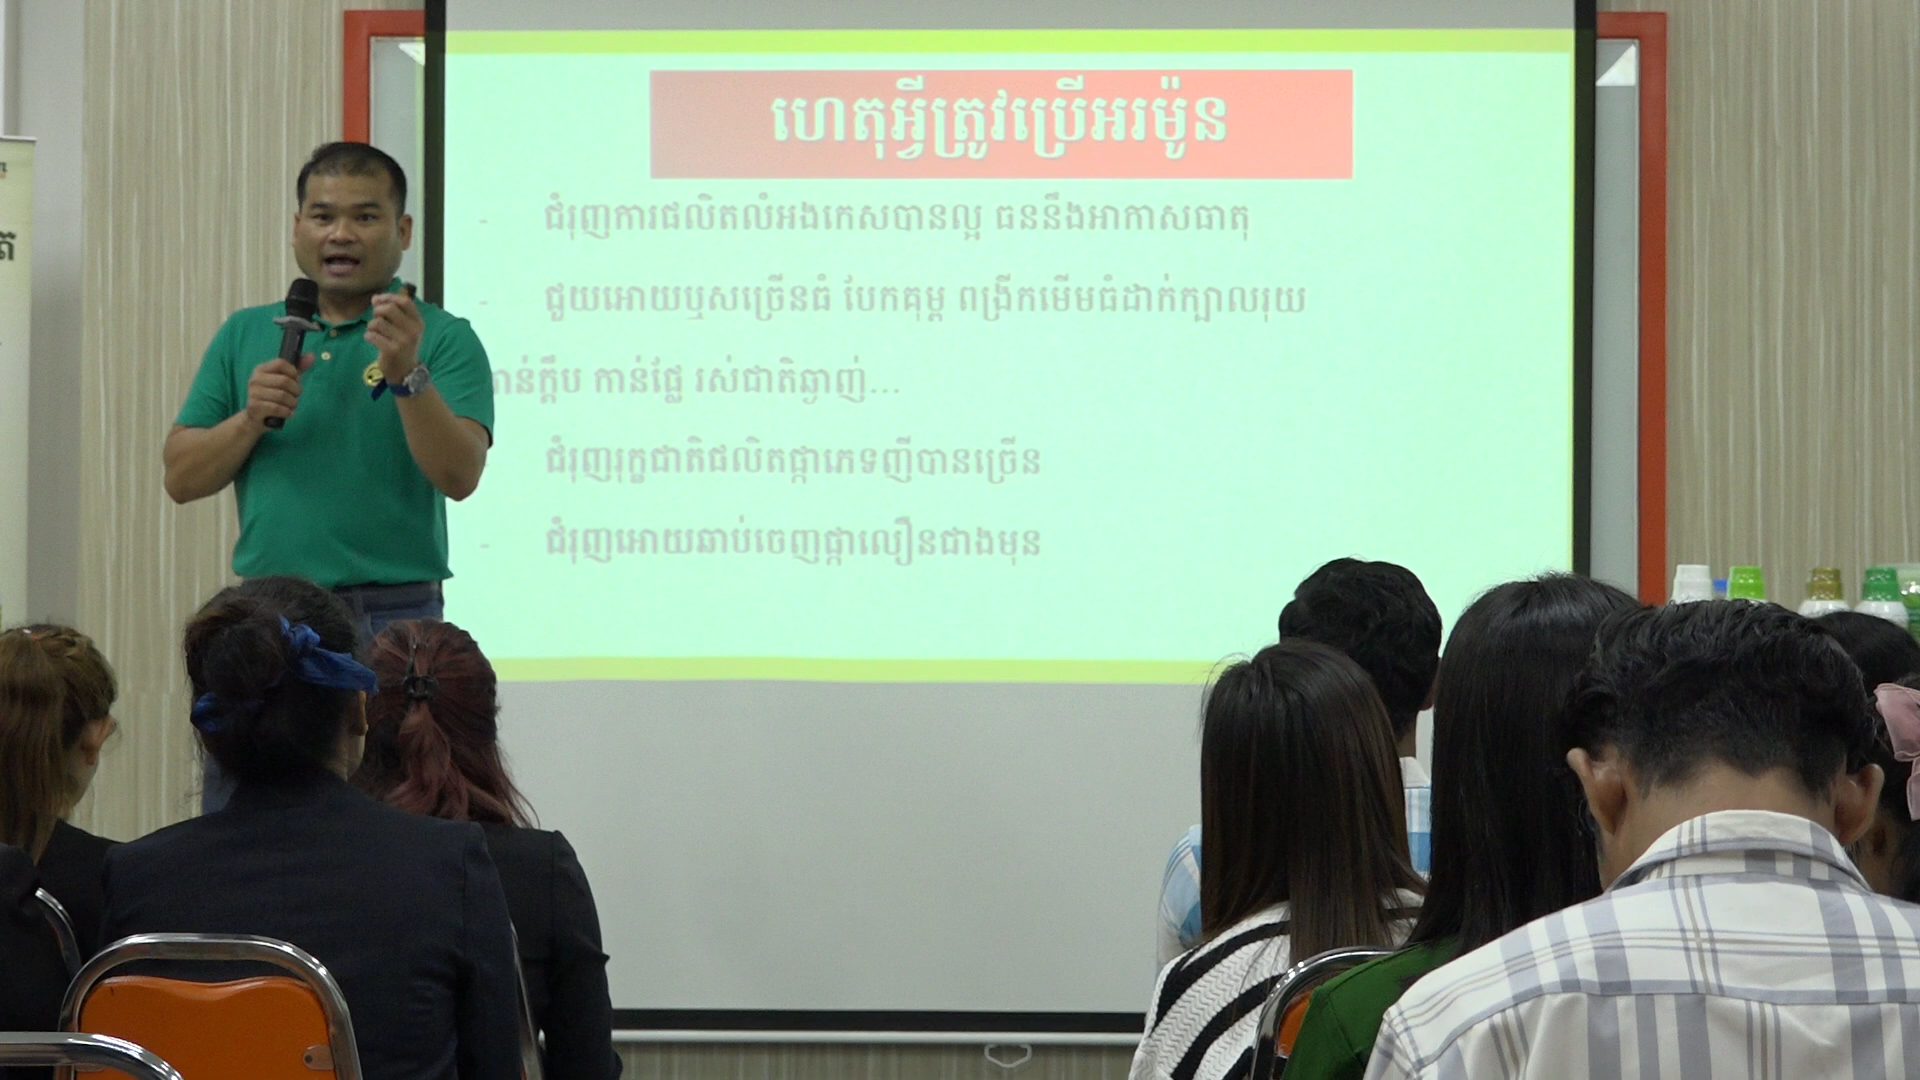 ហេតុអ្វីត្រូវប្រើអរម៉ូន
- ជំរុញការផលិតលំអងកេសបានល្អ ធននឹងអាកាសធាតុ
- ជួយអោយឬសច្រើនធំ បែកគុម្ព ពង្រីកមើមធំដាក់ក្បាលរុយ
កាន់ក្ដឹប កាន់ផ្លែ រស់ជាតិឆ្ងាញ់...
- ជំរុញរុក្ខជាតិផលិតផ្កាភេទញីបានច្រើន
- ជំរុញអោយឆាប់ចេញផ្កាលឿនជាងមុន